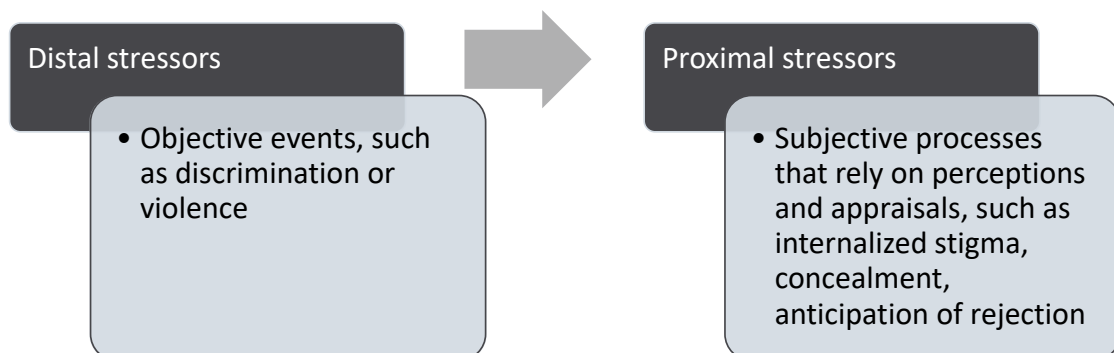 Distal stressors
• Objective events, such
as discrimination or
violence
Proximal stressors
• Subjective processes
that rely on perceptions
and appraisals, such as
internalized stigma,
concealment,
anticipation of rejection